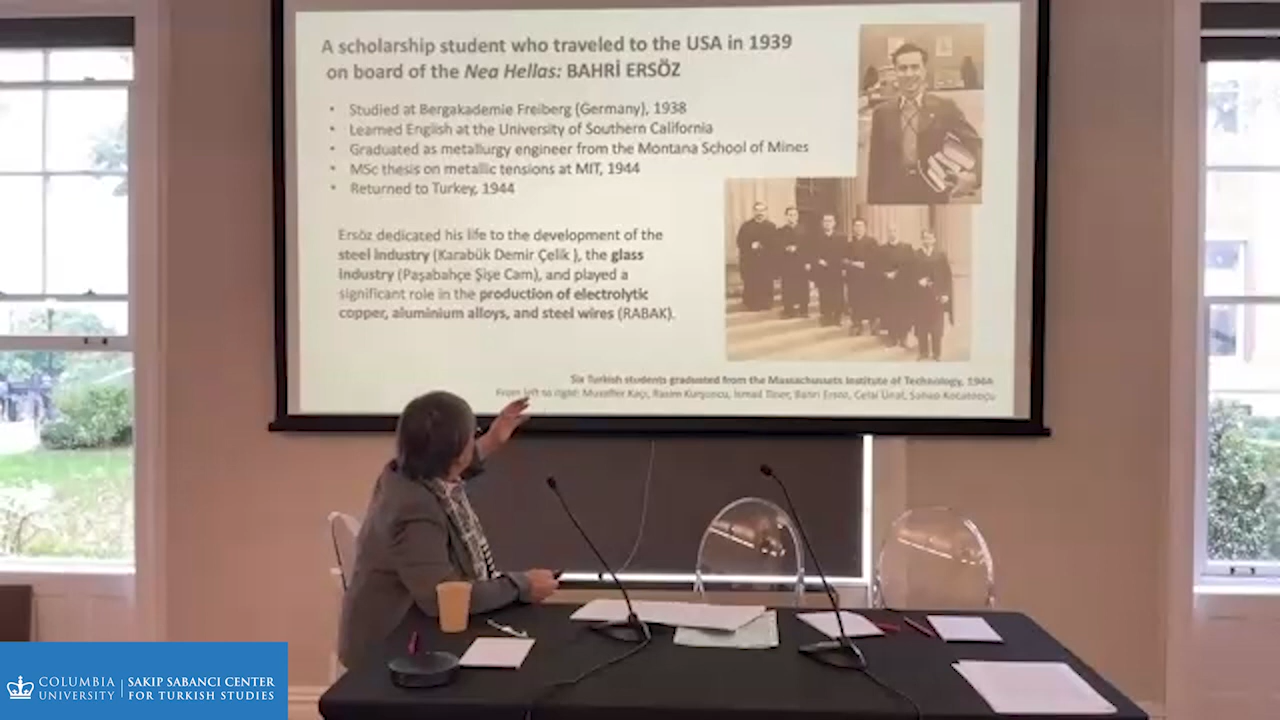 A scholarship student who traveled to the USA in 1939
on board of the Nea Hellas: BAHRİ ERSÖZ
• Studied at Bergakademie Freiberg (Germany), 1938
• Learned English at the University of Southern California
• Graduated as metallurgy engineer from the Montana School of Mines
• MSc thesis on metallic tensions at MIT, 1944
• Returned to Turkey, 1944
Ersöz dedicated his life to the development of the
steel industry (Karabük Demir Çelik ), the glass
industry (Paşabahçe Şişe Cam), and played a
significant role in the production of electrolytic
copper, aluminium alloys, and steel wires (RABAK).
Six Turkish students graduated from the Massachussets Institute of Technology, 1944
From left to right: Muzaffer Rasim Kurşuncu, Ismail Bahri Ersöz, Celal Ünal, Şaban
COLUMBIA UNIVERSITY
SAKIP SABANCI CENTER
FOR TURKISH STUDIES